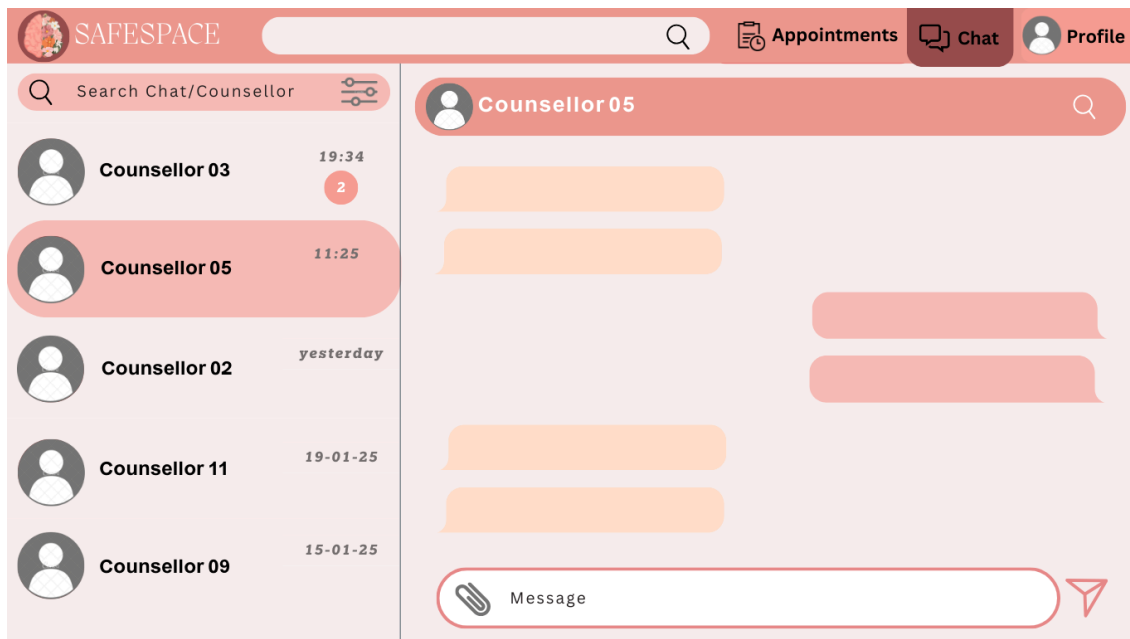 SAFESPACE
Appointments
Chat
Profile
Search Chat/Counsellor
Counsellor 03
19:34
2
Counsellor 05
11:25
Counsellor 02
yesterday
Counsellor 11
19-01-25
Counsellor 09
15-01-25
Counsellor 05
Message